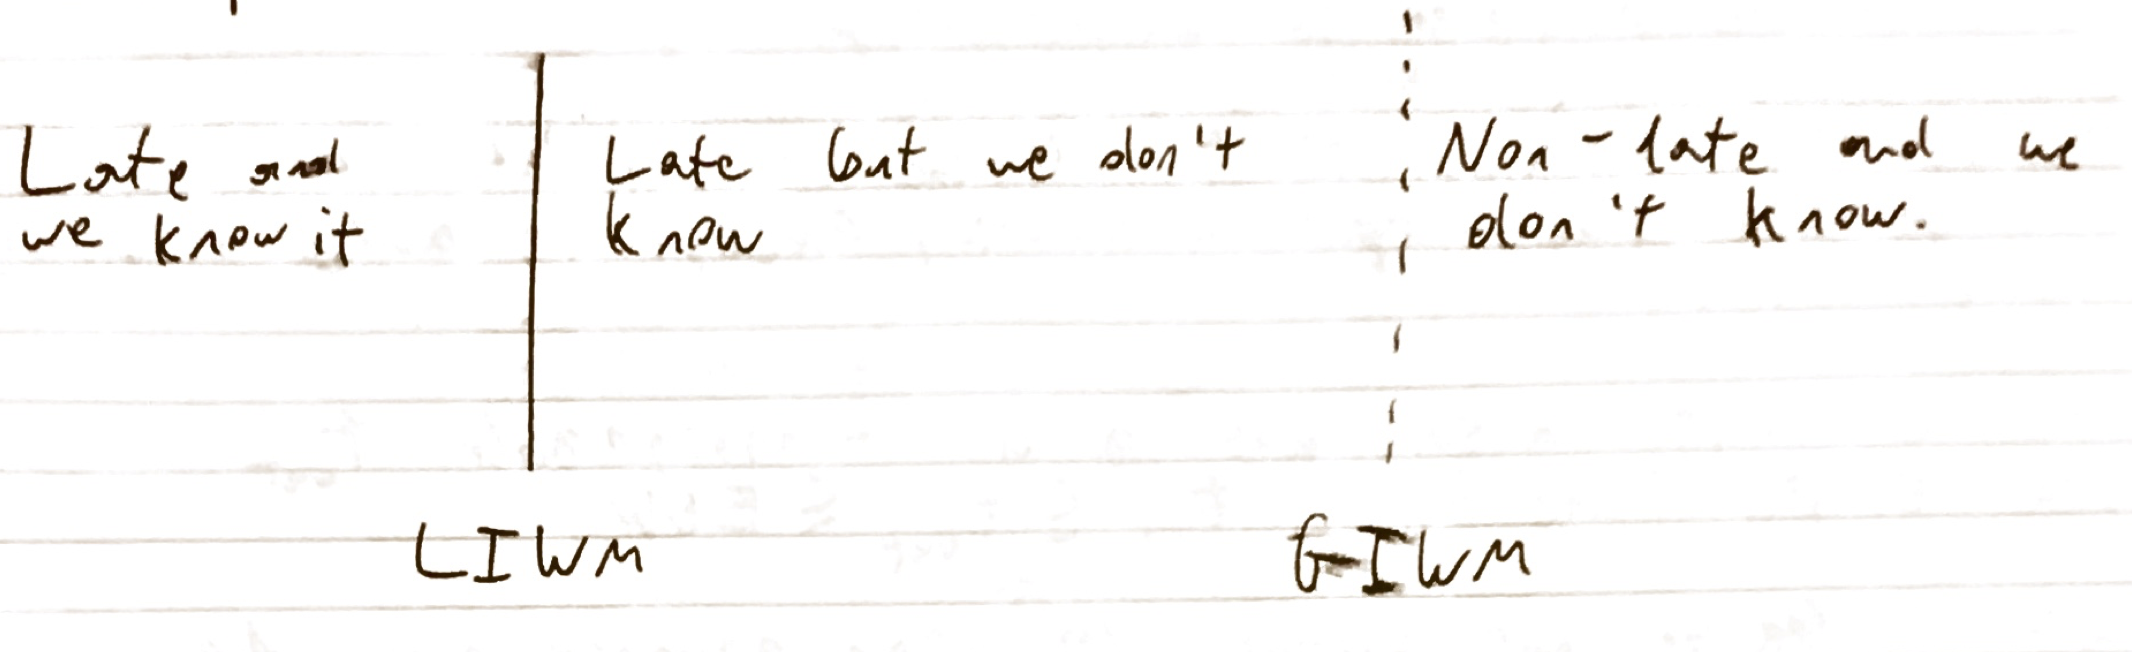 Late and
we know it
Late but we don't
know
Non-late and we
don't know.
LIWM
GIWM